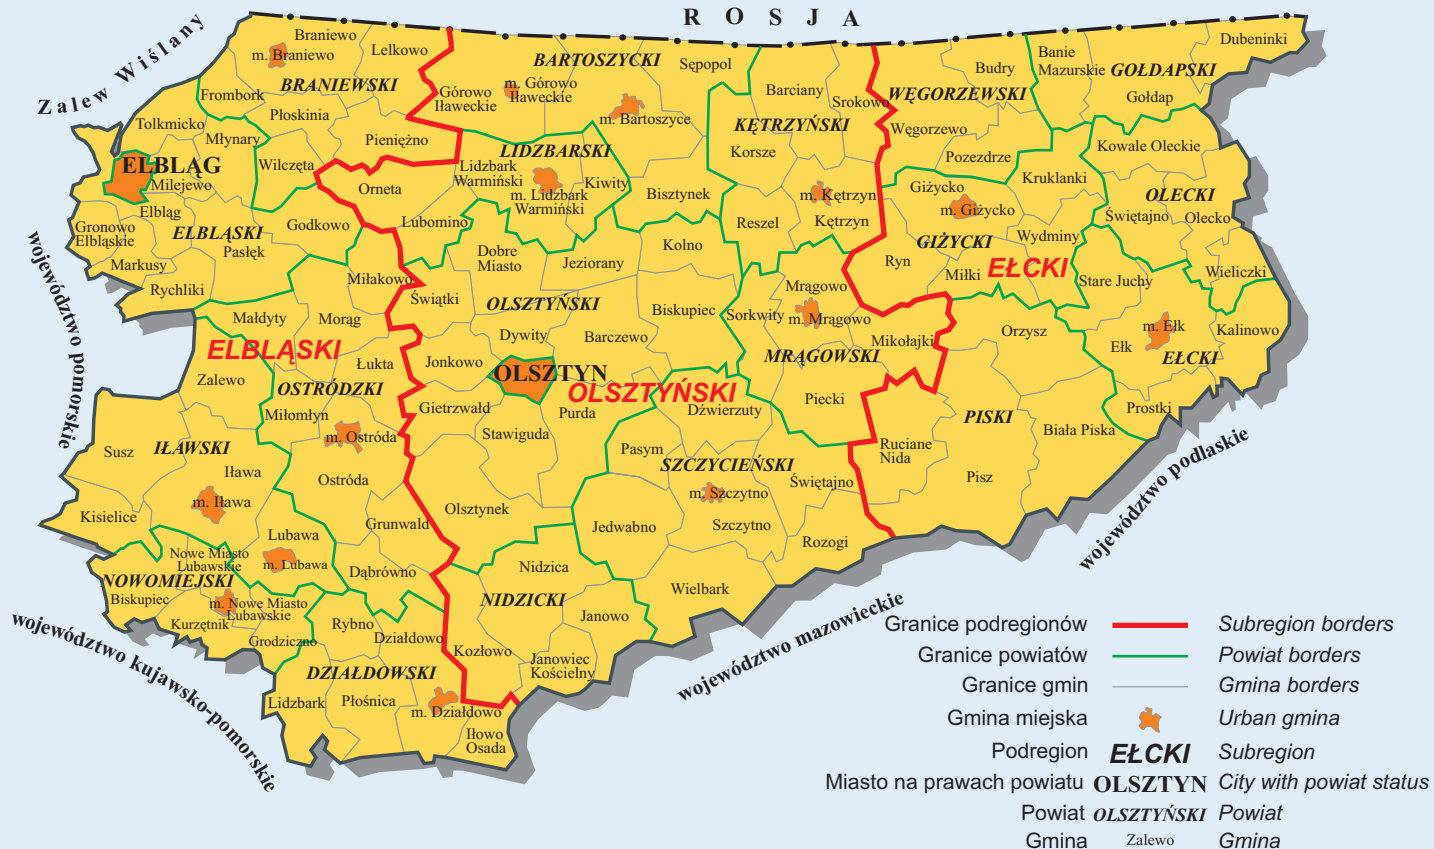 R O S J A
Zalew Wiślany
Braniewo
m. Braniewo
Lelkowo
BRANIEWSKI
Frombork
Płoskinia
Pieniężno
Wilczęta
Tolkmicko
Młynary
ELBLĄG
Milejewo
Elbląg
Gronowo
Elbląskie
ELBLĄSKI
Pasłęk
Godkowo
Markusy
Rychliki
BARTOSZYCKI
Sępopol
Górowo
Iławeckie
m. Górowo
Iławeckie
m. Bartoszyce
Bisztynek
LIDZBARSKI
Lidzbark
Warmiński
m. Lidzbark
Warmiński
Kiwity
Orneta
Lubomino
Barciany
Srokowo
KĘTRZYŃSKI
Korsze
m. Kętrzyn
Kętrzyn
Reszel
WĘGORZEWSKI
Budry
Węgorzewo
Pozezdrze
Banie
Mazurskie
GOŁDAPSKI
Dubeninki
Gołdap
Kowale Oleckie
OLECKI
Świętajno
Olecko
Wieliczki
Giżycko
m. Giżycko
Kruklanki
Wydminy
GIŻYCKI
Ryn
Miłki
EŁCKI
Stare Juchy
m. Ełk
Ełk
EŁCKI
Kalinowo
Prostki
Miłakowo
Małdyty
Morąg
ELBLĄSKI
Łukta
Zalewo
OSTRÓDZKI
Miłomłyn
m. Ostróda
Ostróda
Grunwald
Dąbrówno
Susz
IŁAWSKI
Iława
m. Iława
Kisielice
Lubawa
m. Lubawa
Nowe Miasto
Lubawskie
NOWOMIEJSKI
Biskupiec
m. Nowe Miasto
Lubawskie
Kurzętnik
Grodziczno
Rybno
Działdowo
DZIAŁDOWSKI
Lidzbark
Płośnica
m. Działdowo
Iłowo
Osada
Dobre
Miasto
Jeziorany
Kolno
Świątki
OLSZTYŃSKI
Dywity
Barczewo
Biskupiec
Jonkowo
OLSZTYN
OLSZTYŃSKI
Gietrzwałd
Purda
Stawiguda
Olsztynek
Mrągowo
Sorkwity
m. Mrągowo
Mikołajki
MRĄGOWSKI
Piecki
Dźwierzuty
Pasym
SZCZYCIEŃSKI
m. Szczytno
Świętajno
Jedwabno
Szczytno
Rozogi
Wielbark
Nidzica
NIDZICKI
Janowo
Kozłowo
Janowiec
Kościelny
Orzysz
PISKI
Biała Piska
Ruciane
Nida
Pisz
województwo pomorskie
województwo kujawsko-pomorskie
województwo mazowieckie
województwo podlaskie
Granice podregionów Subregion borders
Granice powiatów Powiat borders
Granice gmin Gmina borders
Gmina miejska Urban gmina
Podregion EŁCKI Subregion
Miasto na prawach powiatu OLSZTYN City with powiat status
Powiat OLSZTYŃSKI Powiat
Gmina Zalewo Gmina